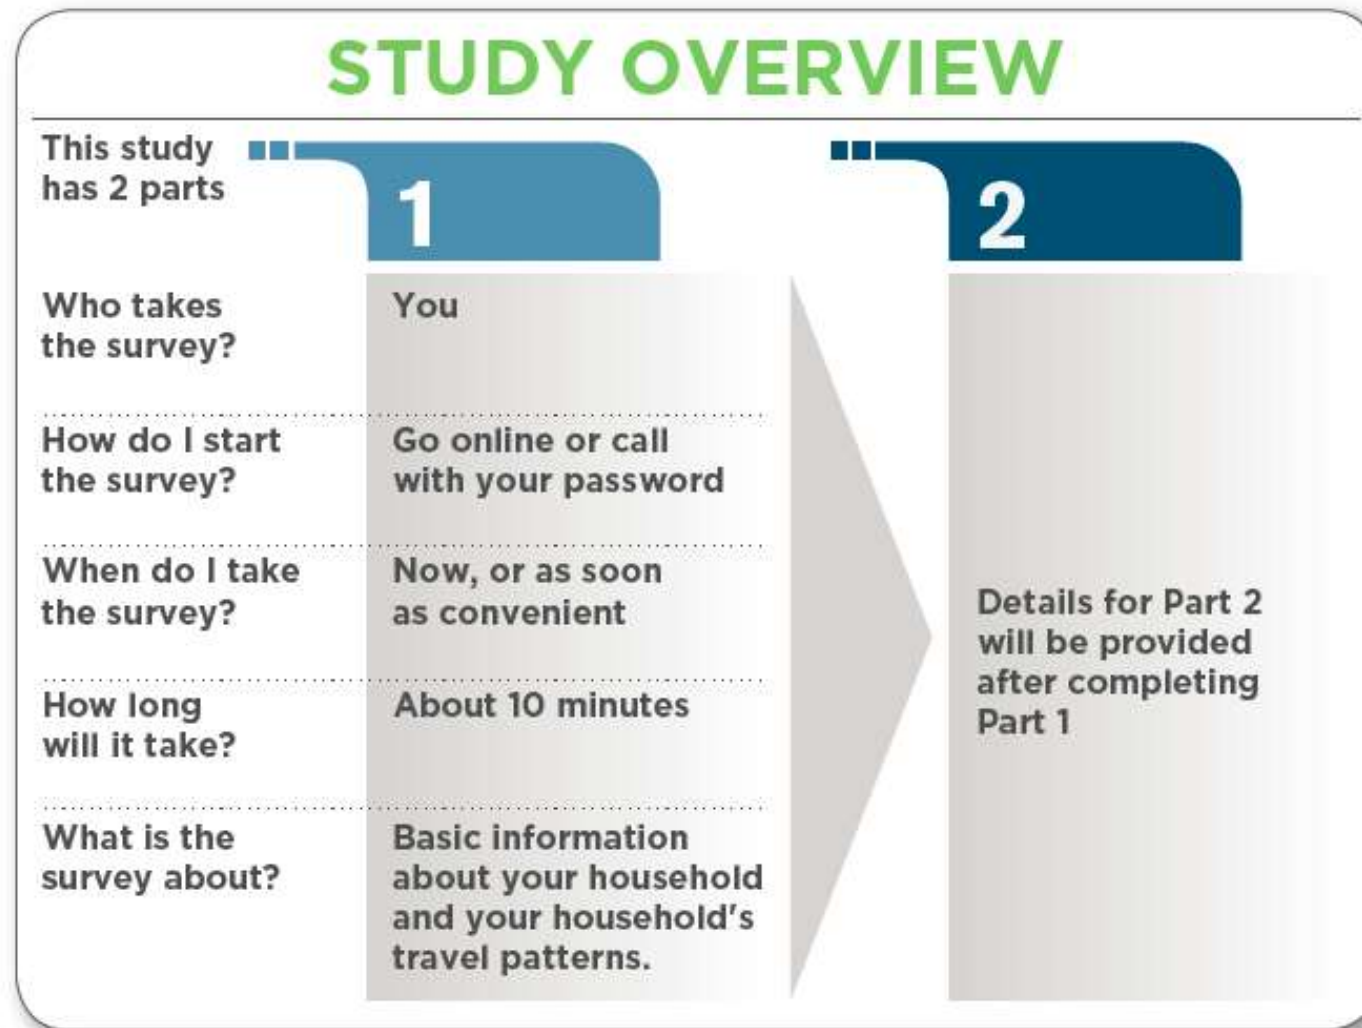 STUDY OVERVIEW
This study
has 2 parts
1
2
Who takes
the survey?
You
How do I start
the survey?
Go online or call
with your password
When do I take
the survey?
Now, or as soon
as convenient
How long
will it take?
About 10 minutes
What is the
survey about?
Basic information
about your household
and your household's
travel patterns.
Details for Part 2
will be provided
after completing
Part 1